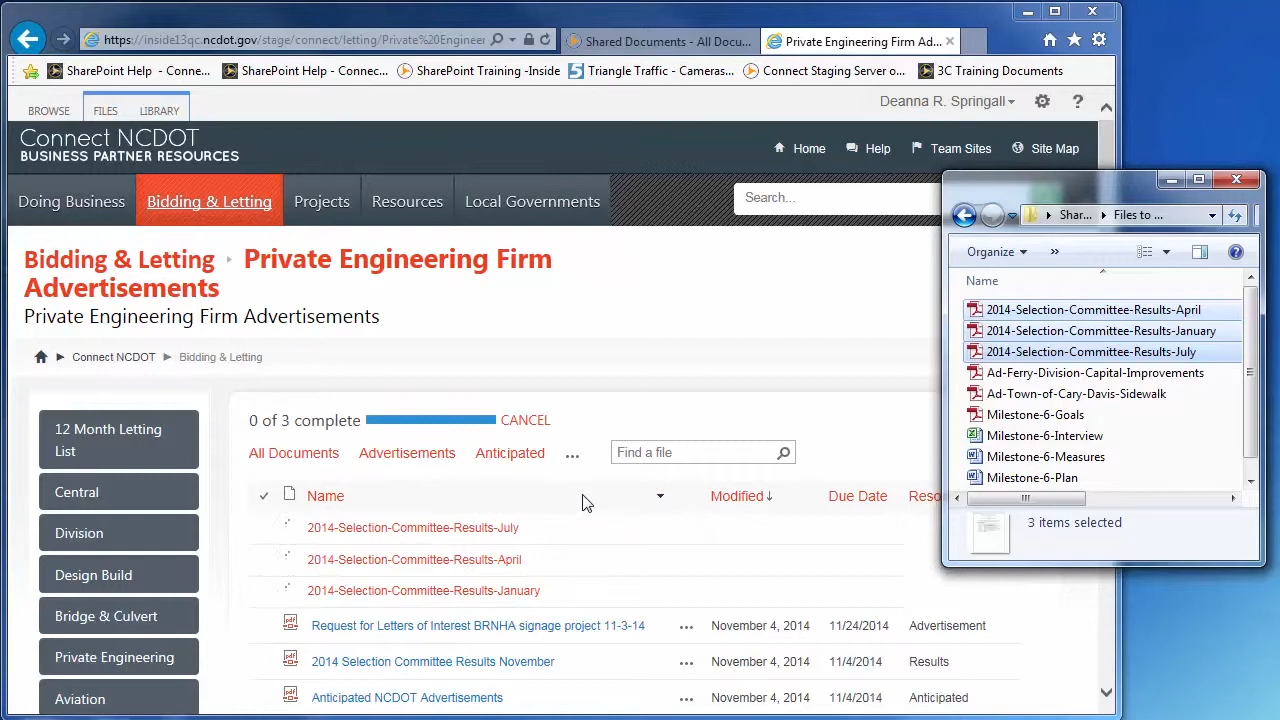 https://inside13qc.ncdot.gov/stage/connect/letting/Private%20Engineer
Shared Documents - All Docu...
Private Engineering Firm Ad...
SharePoint Help - Conne...
SharePoint Help - Connec...
SharePoint Training -Inside
Triangle Traffic - Cameras...
Connect Staging Server o...
3C Training Documents
BROWSE
FILES
LIBRARY
Deanna R. Springall
?
Connect NCDOT
BUSINESS PARTNER RESOURCES
Home
Help
Team Sites
Site Map
Doing Business
Bidding & Letting
Projects
Resources
Local Governments
Search...
Bidding & Letting
Private Engineering Firm
Advertisements
Private Engineering Firm Advertisements
Connect NCDOT
Bidding & Letting
12 Month Letting
List
Central
Division
Design Build
Bridge & Culvert
Private Engineering
Aviation
0 of 3 complete
CANCEL
All Documents
Advertisements
Anticipated
...
Find a file
Name
Modified
Due Date
Reso
2014-Selection-Committee-Results-July
2014-Selection-Committee-Results-April
2014-Selection-Committee-Results-January
Request for Letters of Interest BRNHA signage project 11-3-14 ... November 4, 2014 11/24/2014 Advertisement
2014 Selection Committee Results November ... November 4, 2014 11/4/2014 Results
Anticipated NCDOT Advertisements ... November 4, 2014 11/4/2014 Anticipated
Shar...
Files to ...
Organize
»
?
Name
2014-Selection-Committee-Results-April
2014-Selection-Committee-Results-January
2014-Selection-Committee-Results-July
Ad-Ferry-Division-Capital-Improvements
Ad-Town-of-Cary-Davis-Sidewalk
Milestone-6-Goals
Milestone-6-Interview
Milestone-6-Measures
Milestone-6-Plan
3 items selected